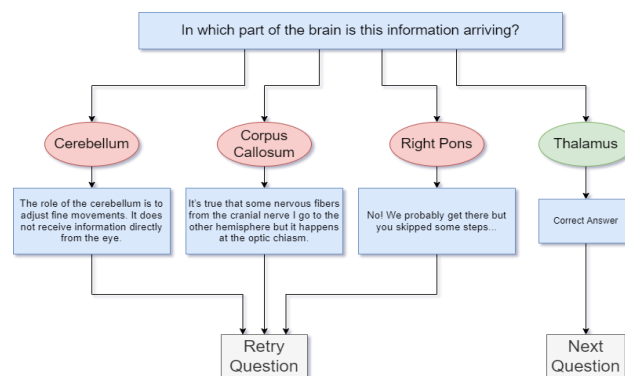 In which part of the brain is this information arriving?
Cerebellum
Corpus
Callosum
Right Pons
Thalamus
The role of the cerebellum is to
adjust fine movements. It does
not receive information directly
from the eye.
It's true that some nervous fibers
from the cranial nerve I go to the
other hemisphere but it happens
at the optic chiasm.
No! We probably get there but
you skipped some steps...
Correct Answer
Retry
Question
Next
Question